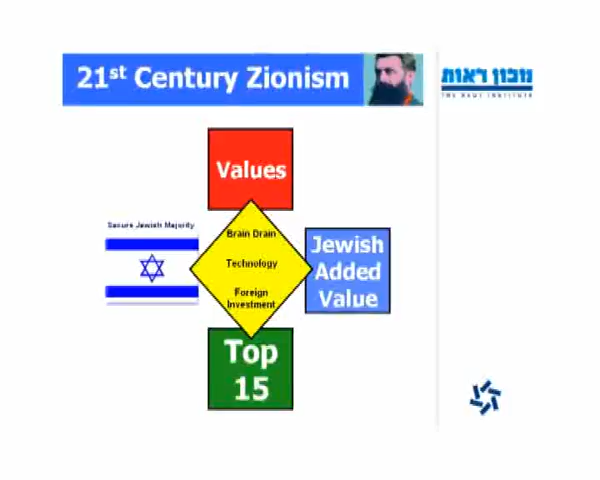 21st Century Zionism
מכון ראות
THE REUT INSTITUTE
Values
Secure Jewish Majority
Brain Drain
Technology
Foreign
Investment
Jewish
Added
Value
Top
15